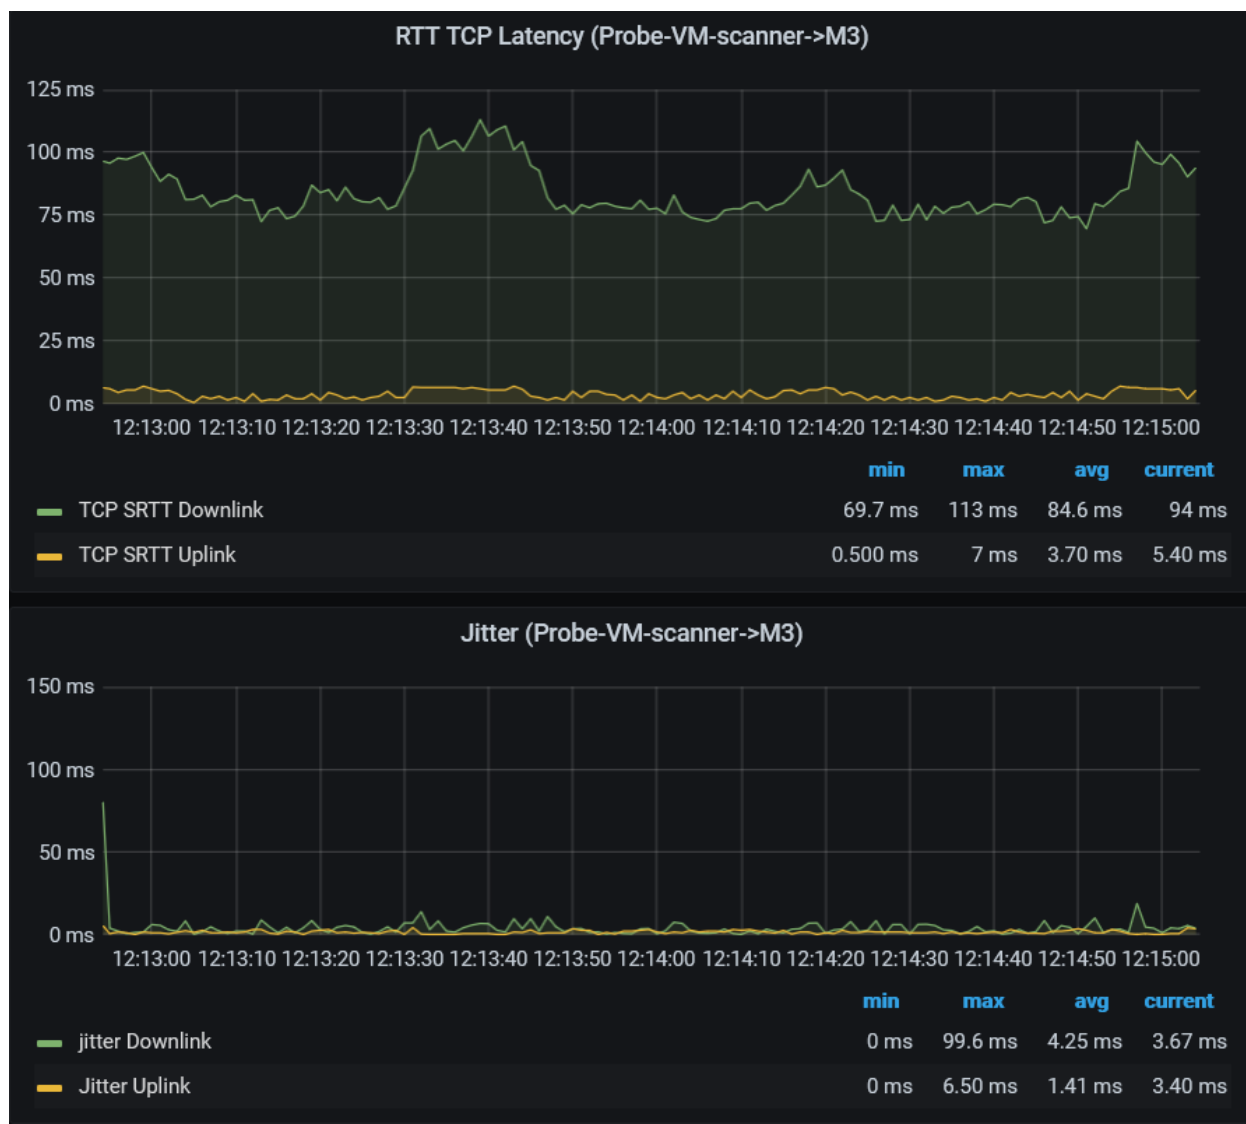 RTT TCP Latency (Probe-VM-scanner->M3)
125 ms
100 ms
75 ms
50 ms
25 ms
0 ms
12:13:00 12:13:10 12:13:20 12:13:30 12:13:40 12:13:50 12:14:00 12:14:10 12:14:20 12:14:30 12:14:40 12:14:50 12:15:00
min max avg current
TCP SRTT Downlink 69.7 ms 113 ms 84.6 ms 94 ms
TCP SRTT Uplink 0.500 ms 7 ms 3.70 ms 5.40 ms
Jitter (Probe-VM-scanner->M3)
150 ms
100 ms
50 ms
0 ms
12:13:00 12:13:10 12:13:20 12:13:30 12:13:40 12:13:50 12:14:00 12:14:10 12:14:20 12:14:30 12:14:40 12:14:50 12:15:00
min max avg current
jitter Downlink 0 ms 99.6 ms 4.25 ms 3.67 ms
Jitter Uplink 0 ms 6.50 ms 1.41 ms 3.40 ms